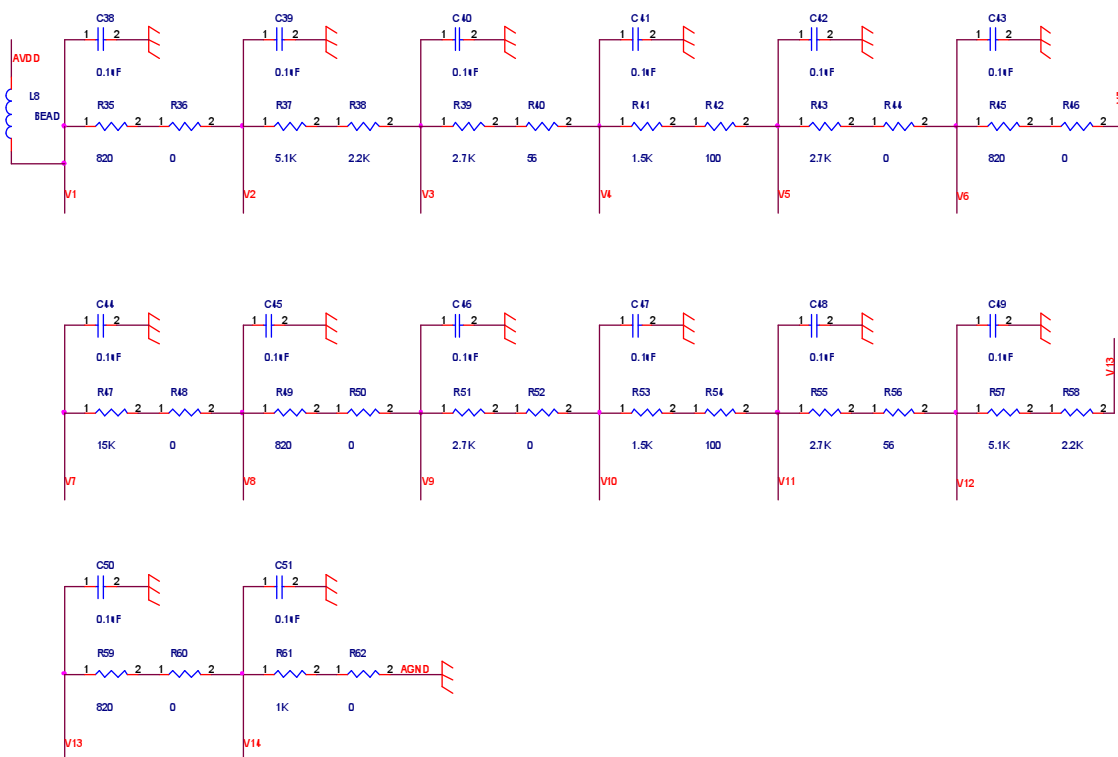 C38 C39 C40 C41 C42 C43
1 2 1 2 1 2 1 2 1 2 1 2
AVDD
0.1uF 0.1uF 0.1uF 0.1uF 0.1uF 0.1uF
L8
BEAD
R35 R36 R37 R38 R39 R40 R41 R42 R43 R44 R45 R46
1 2 1 2 1 2 1 2 1 2 1 2 1 2 1 2 1 2 1 2 1 2 1 2
820 0 5.1K 2.2K 2.7K 56 1.5K 100 2.7K 0 820 0
V1 V2 V3 V4 V5 V6
C44 C45 C46 C47 C48 C49
1 2 1 2 1 2 1 2 1 2 1 2
0.1uF 0.1uF 0.1uF 0.1uF 0.1uF 0.1uF
V13
R47 R48 R49 R50 R51 R52 R53 R54 R55 R56 R57 R58
1 2 1 2 1 2 1 2 1 2 1 2 1 2 1 2 1 2 1 2 1 2 1 2
15K 0 820 0 2.7K 0 1.5K 100 2.7K 56 5.1K 2.2K
V7 V8 V9 V10 V11 V12
C50 C51
1 2 1 2
0.1uF 0.1uF
R59 R60 R61 R62
1 2 1 2 1 2 1 2 AGND
820 0 1K 0
V13 V14